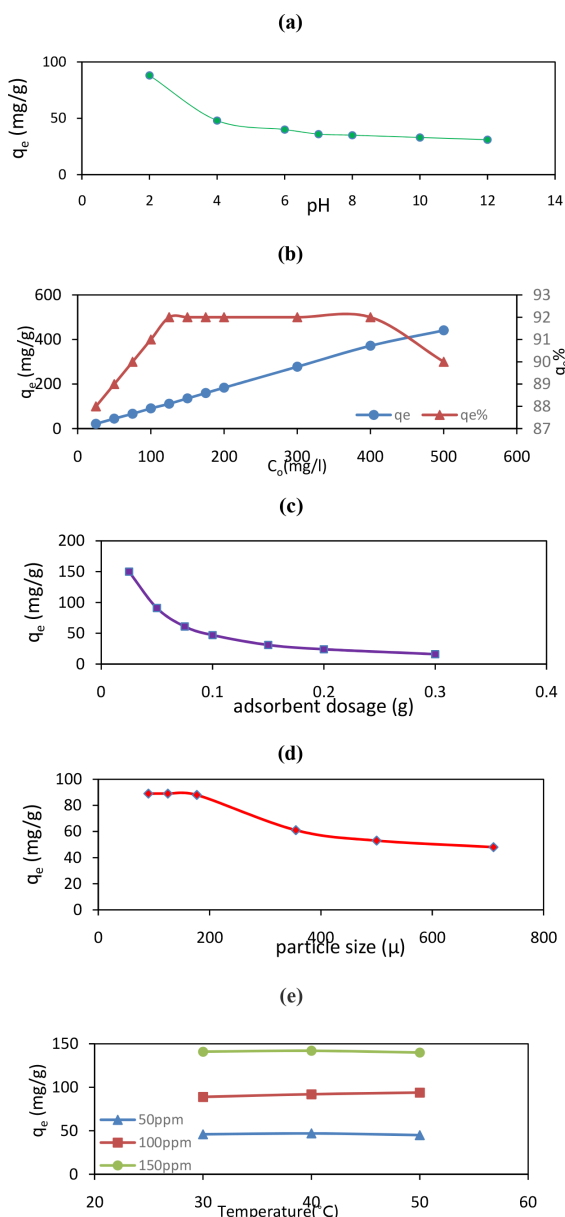 (a)
100
50
0
qe (mg/g)
0 2 4 6 8 10 12 14
pH
(b)
600
400
200
0
qe (mg/g)
93
92
91
90
89
88
87
qe%
qe qe%
0 100 200 300 400 500 600
Co(mg/l)
(c)
200
150
100
50
0
qe (mg/g)
0 0.1 0.2 0.3 0.4
adsorbent dosage (g)
(d)
100
80
60
40
20
0
qe (mg/g)
0 200 400 600 800
particle size (μ)
(e)
150
100
50
0
qe (mg/g)
50ppm
100ppm
150ppm
20 30 40 50 60
Temperature(°C)